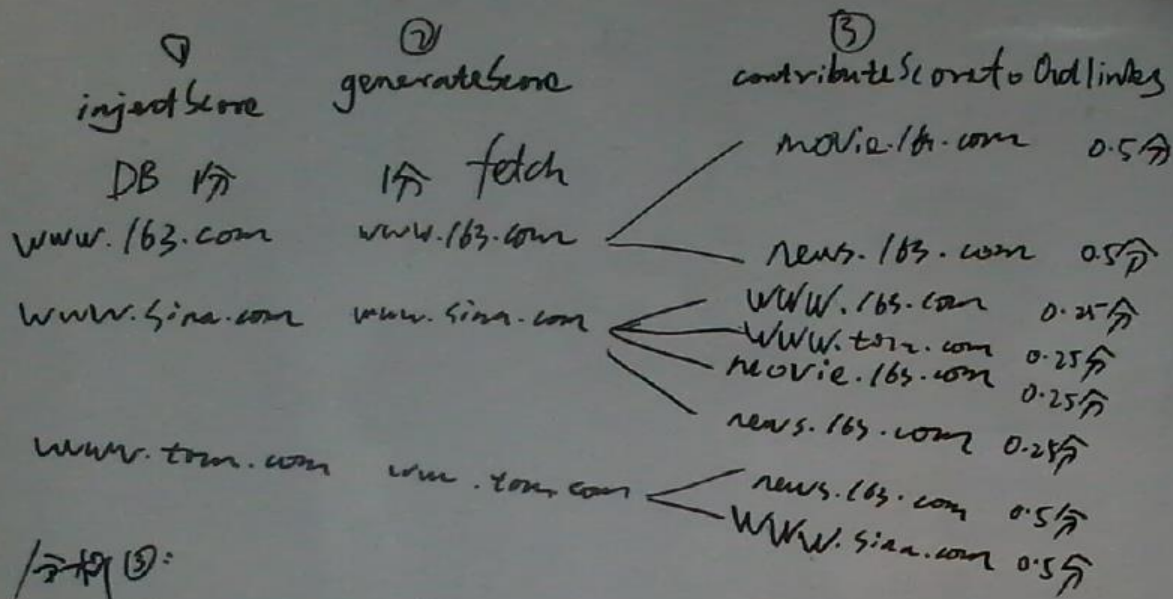 ① ② ③
injectScore generateScore contributeScoretoOutlinks
DB 1分 1分 fetch movie.163.com 0.5分
www.163.com www.163.com news.163.com 0.5分
www.sina.com www.sina.com www.163.com 0.25分
www.tom.com 0.25分
movie.163.com 0.25分
news.163.com 0.25分
www.tom.com www.tom.com news.163.com 0.5分
www.sina.com 0.5分
分析③: